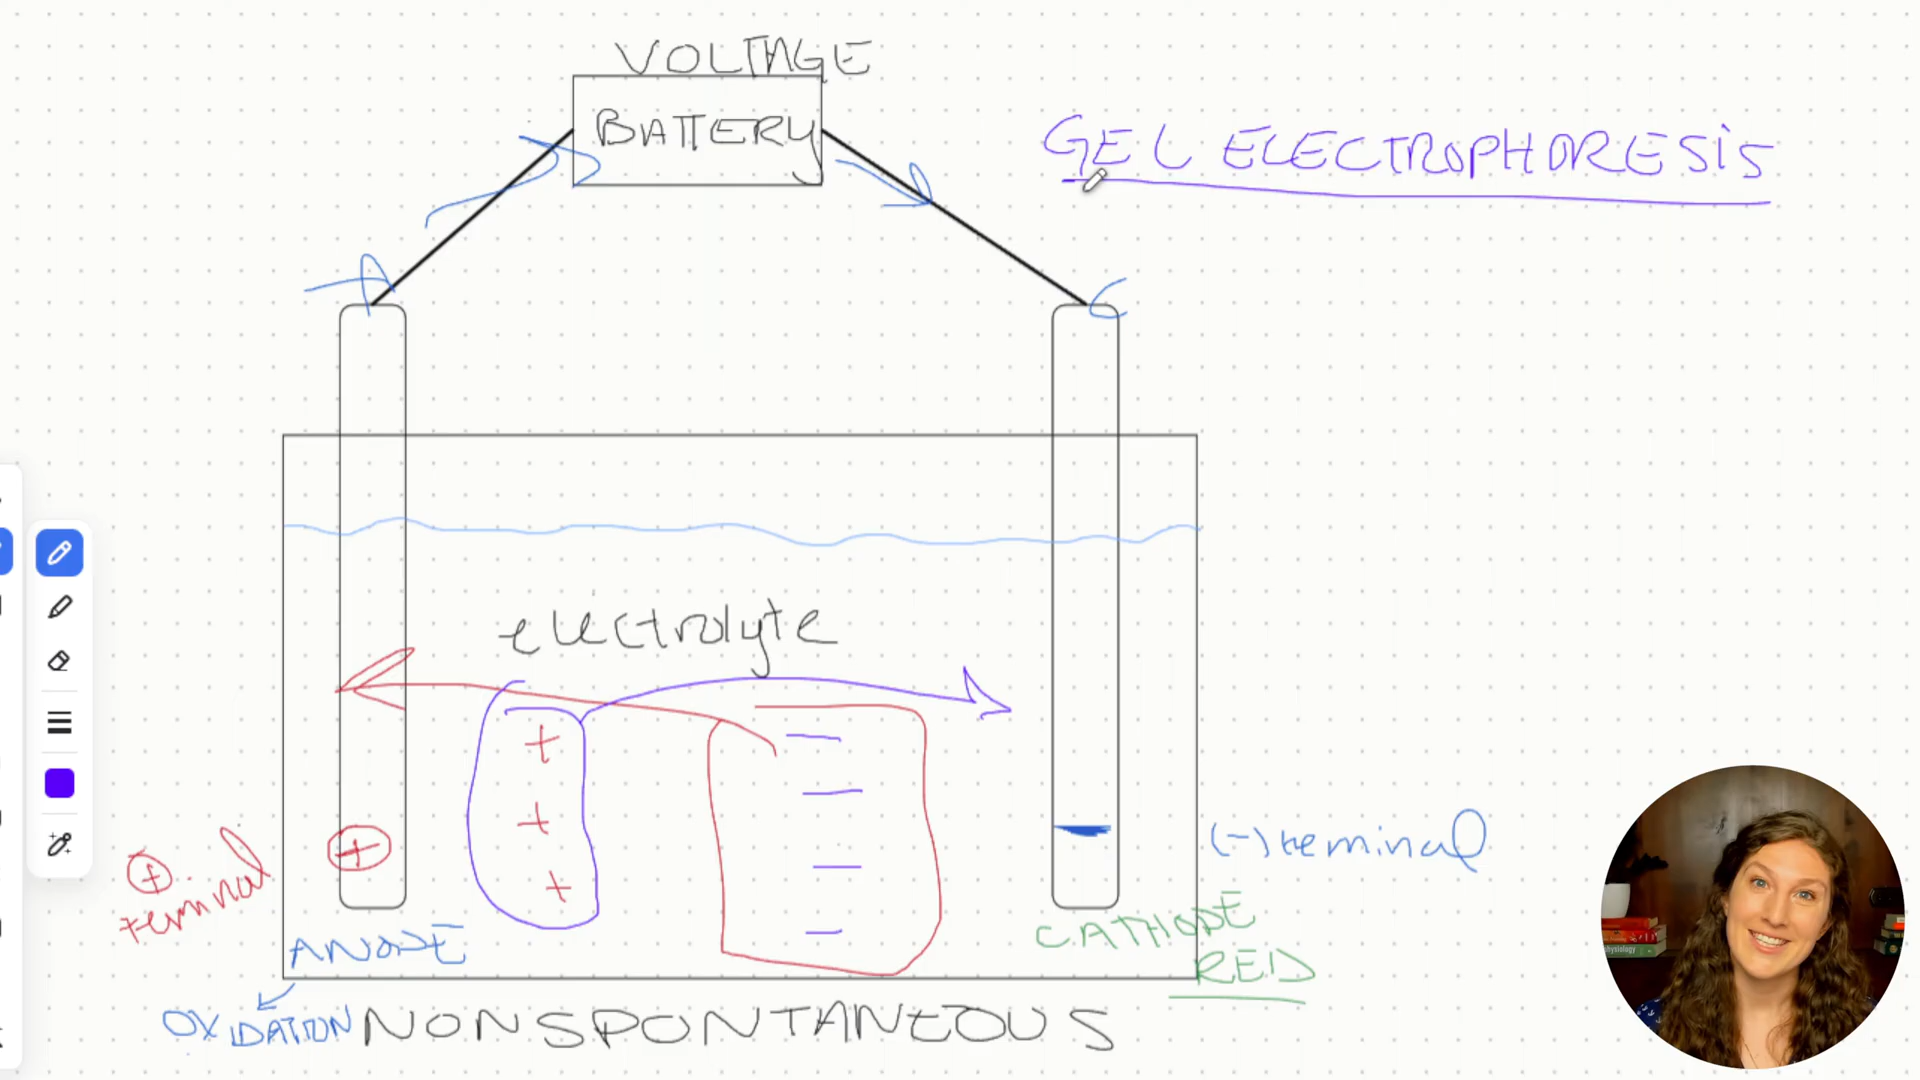 VOLTAGE
BATTERY
GEL ELECTROPHORESIS
electrolyte
+
+
+
+
+
terminal
(-) terminal
ANODE
CATHODE
RED
OXIDATION
NONSPONTANEOUS